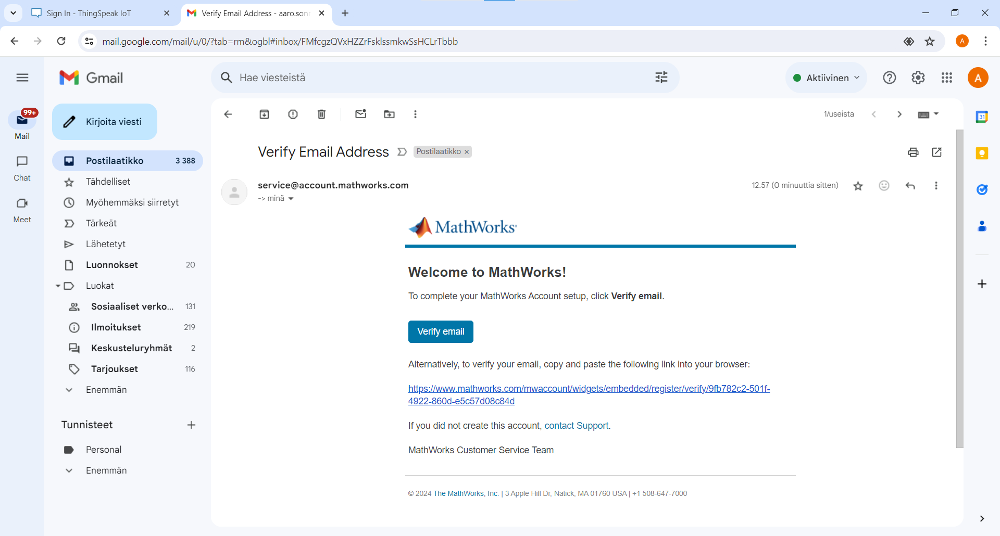 Sign In - ThingSpeak IoT
Verify Email Address - aaro.sonn
mail.google.com/mail/u/0/?tab=rm&ogbl#inbox/FMfcgzQVxHZZrFsklssmkwSsHCLrTbbb
A
Gmail
Hae viesteistä
Aktiivinen
A
99+
Mail
Chat
Meet
Kirjoita viesti
Postilaatikko 3 388
Tähdelliset
Myöhemmäksi siirretyt
Tärkeät
Lähetetyt
Luonnokset 20
Luokat
Sosiaaliset verko... 131
Ilmoitukset 219
Keskusteluryhmät 2
Tarjoukset 116
Enemmän
Tunnisteet
Personal
Enemmän
1/useista
31
Verify Email Address
Postilaatikko
service@account.mathworks.com
12.57 (0 minuuttia sitten)
-> minä
MathWorks®
Welcome to MathWorks!
To complete your MathWorks Account setup, click Verify email.
Verify email
Alternatively, to verify your email, copy and paste the following link into your browser:
https://www.mathworks.com/mwaccount/widgets/embedded/register/verify/9fb782c2-501f-
4922-860d-e5c57d08c84d
If you did not create this account, contact Support.
MathWorks Customer Service Team
© 2024 The MathWorks, Inc. | 3 Apple Hill Dr, Natick, MA 01760 USA | +1 508-647-7000